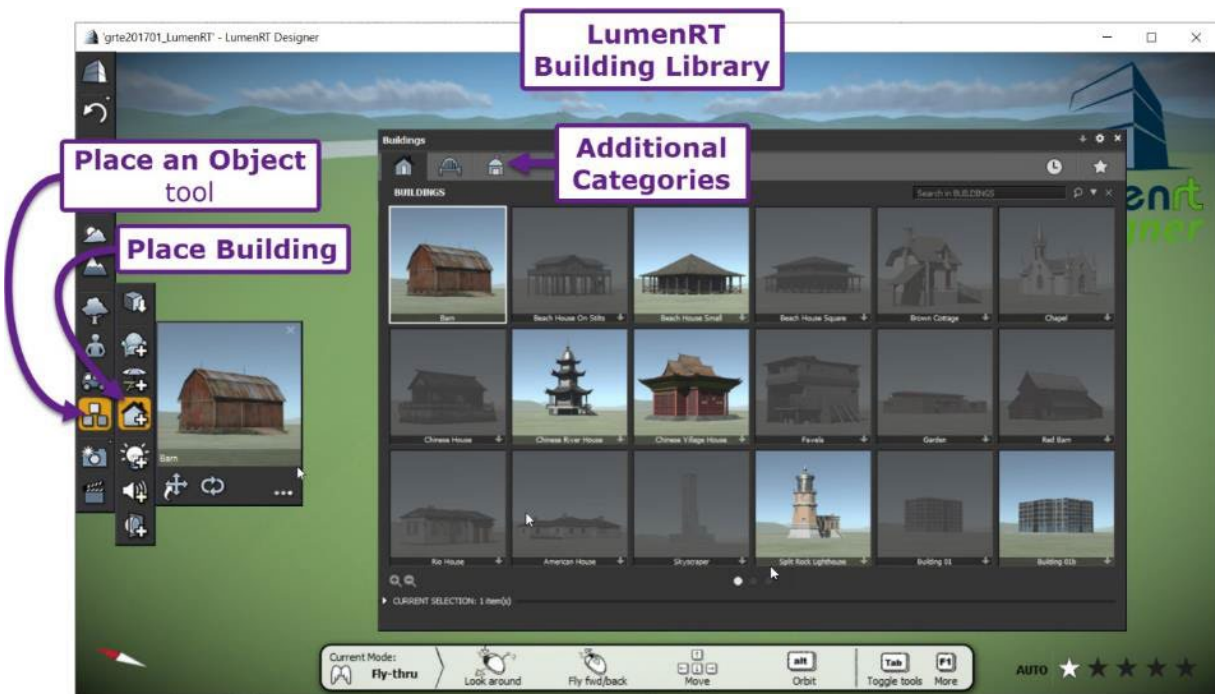 'grte201701_LumenRT' - LumenRT Designer
LumenRT
Building Library
Place an Object
tool
Place Building
Additional
Categories
Buildings
BUILDINGS
Search in BUILDINGS
enrt
gner
Barn
Beach House On Stilts
Beach House Small
Beach House Square
Brown Cottage
Chapel
Chinese House
Chinese River House
Chinese Village House
Favela
Garden
Red Barn
Rio House
American House
Skyscraper
Split Rock Lighthouse
Building 01
Building 01b
Barn
...
CURRENT SELECTION: 1 item(s)
Current Mode:
Fly-thru
Look around
Fly fwd/back
Move
alt
Orbit
Tab
Toggle tools
F1
More
AUTO